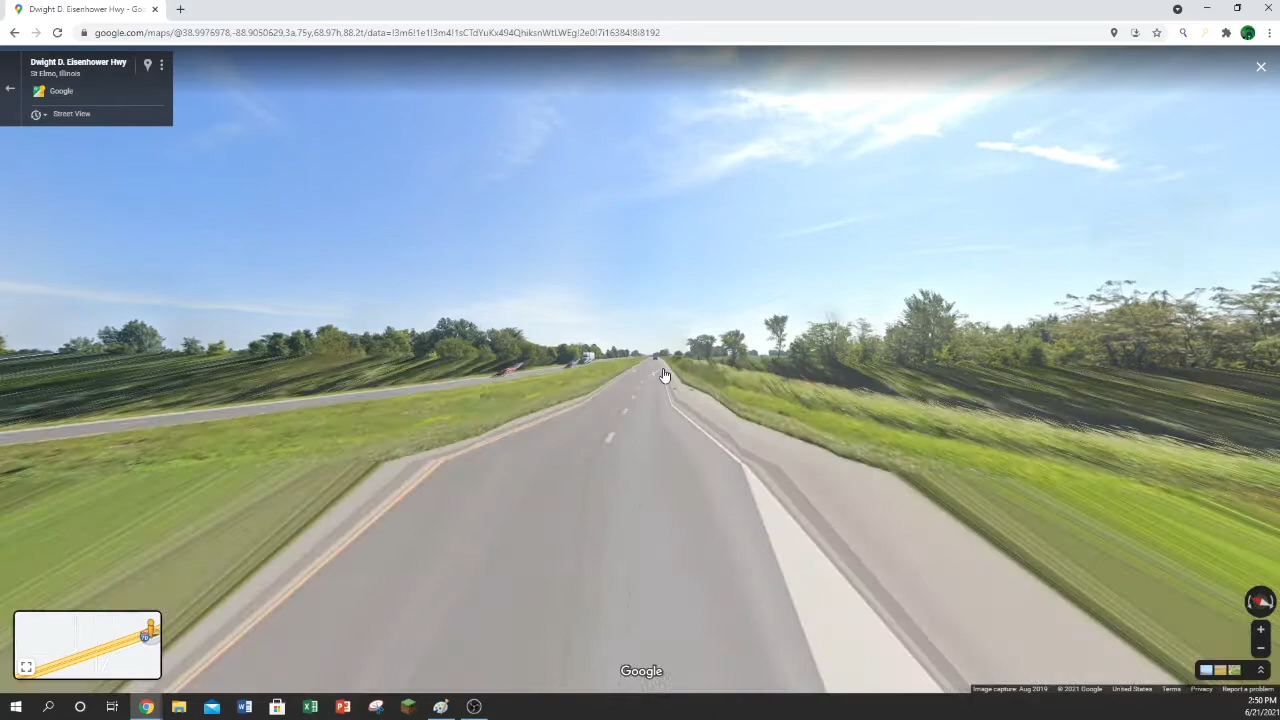 Dwight D. Eisenhower Hwy - Goo
google.com/maps/@38.9976978,-88.9050629,3a,75y,68.97h,88.2t/data=!3m6!1e1!3m4!1sCTdYuKx494QhiksnWtLWEg!2e0!7i16384!8i8192
Dwight D. Eisenhower Hwy
St Elmo, Illinois
Google
Street View
70
Google
Image capture: Aug 2019 © 2021 Google United States Terms Privacy Report a problem
2:50 PM
6/21/2021